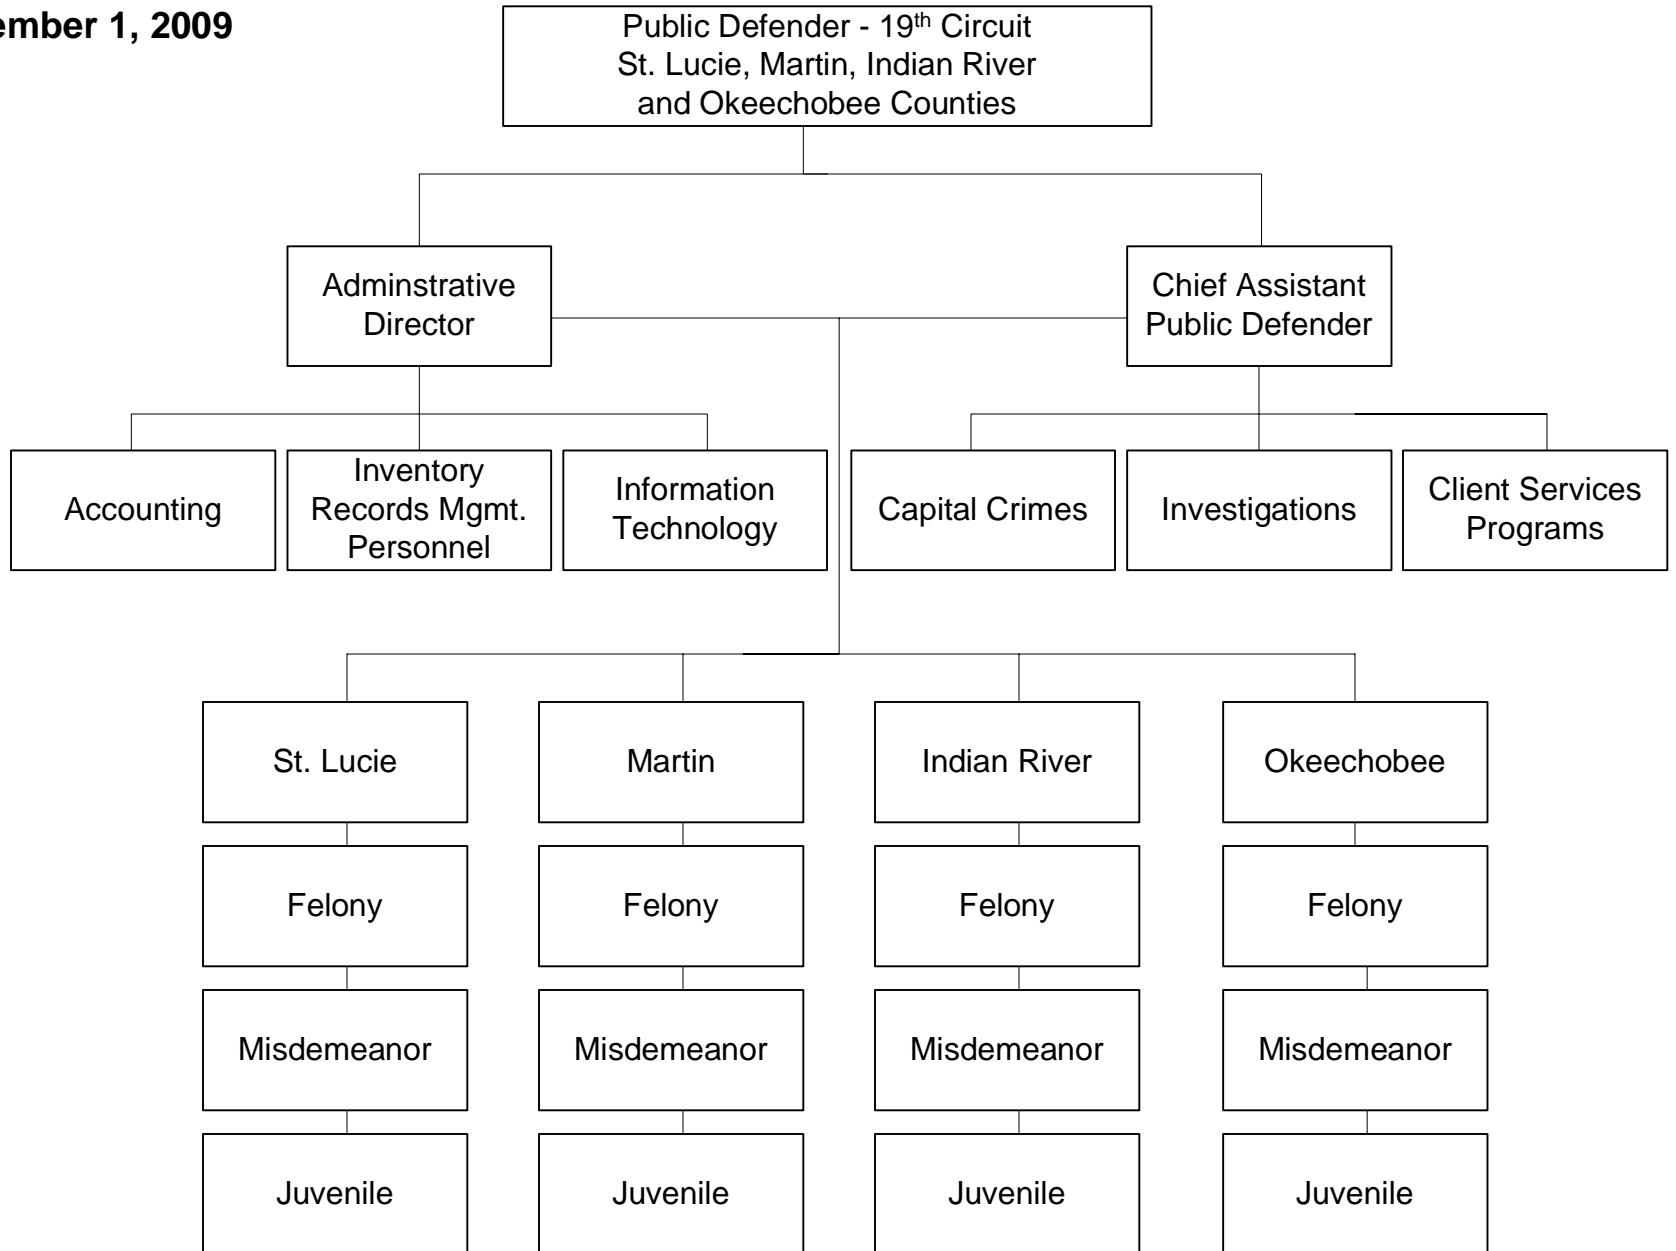 ember 1, 2009
Public Defender - 19th Circuit
St. Lucie, Martin, Indian River
and Okeechobee Counties
Adminstrative
Director
Chief Assistant
Public Defender
Accounting
Inventory
Records Mgmt.
Personnel
Information
Technology
Capital Crimes
Investigations
Client Services
Programs
St. Lucie
Martin
Indian River
Okeechobee
Felony
Felony
Felony
Felony
Misdemeanor
Misdemeanor
Misdemeanor
Misdemeanor
Juvenile
Juvenile
Juvenile
Juvenile